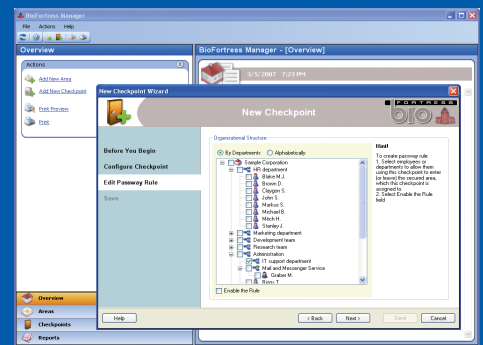 BioFortress Manager
File Actions Help
Overview
BioFortress Manager - [Overview]
Actions
Add New Area
Add New Checkpoint
Print Preview
Print
3/5/2007 7:23 PM
New Checkpoint Wizard
New Checkpoint
FORTRESS
bio
Before You Begin
Configure Checkpoint
Edit Passway Rule
Save
Organizational Structure
By Departments Alphabetically
Sample Corporation
HR department
Blake M.J.
Brown D.
Claygon S.
John S.
Markus S.
Michael B.
Mitch H.
Stanley J.
Marketing department
Development team
Research team
Administration
IT support department
Mail and Messenger Service
Graber M.
Biggs T.
Enable the Rule
Hint!
To create passway rule:
1. Select employees or
departments to allow them
using this checkpoint to enter
(or leave) the secured area,
which this checkpoint is
assigned to.
2. Select Enable the Rule
field
Help
< Back Next > Save Cancel
Overview
Areas
Checkpoints
Reports